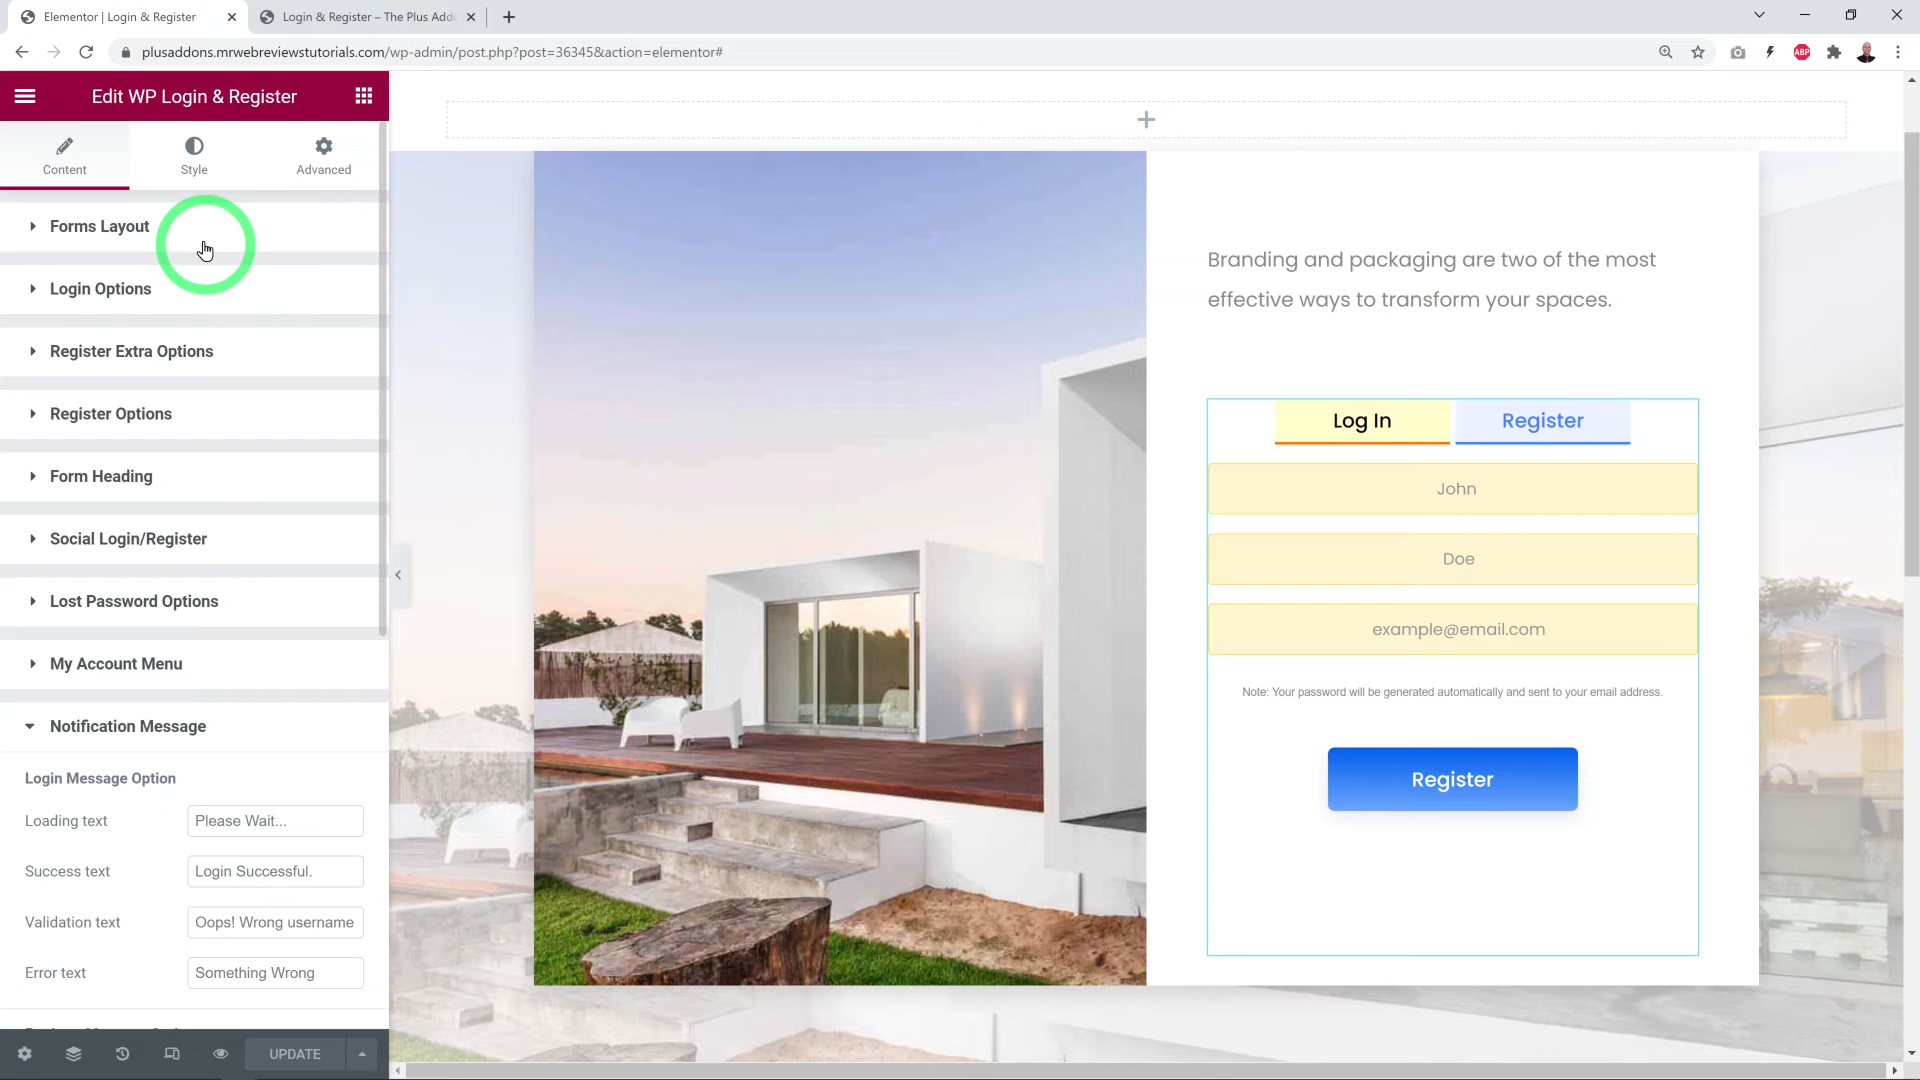 Elementor | Login & Register
Login & Register – The Plus Addo
plusaddons.mrwebreviewstutorials.com/wp-admin/post.php?post=36345&action=elementor#
ABP
Edit WP Login & Register
Content
Style
Advanced
Forms Layout
Login Options
Register Extra Options
Register Options
Form Heading
Social Login/Register
Lost Password Options
My Account Menu
Notification Message
Login Message Option
Loading text
Please Wait...
Success text
Login Successful.
Validation text
Oops! Wrong username
Error text
Something Wrong
UPDATE
Branding and packaging are two of the most
effective ways to transform your spaces.
Log In
Register
John
Doe
example@email.com
Note: Your password will be generated automatically and sent to your email address.
Register